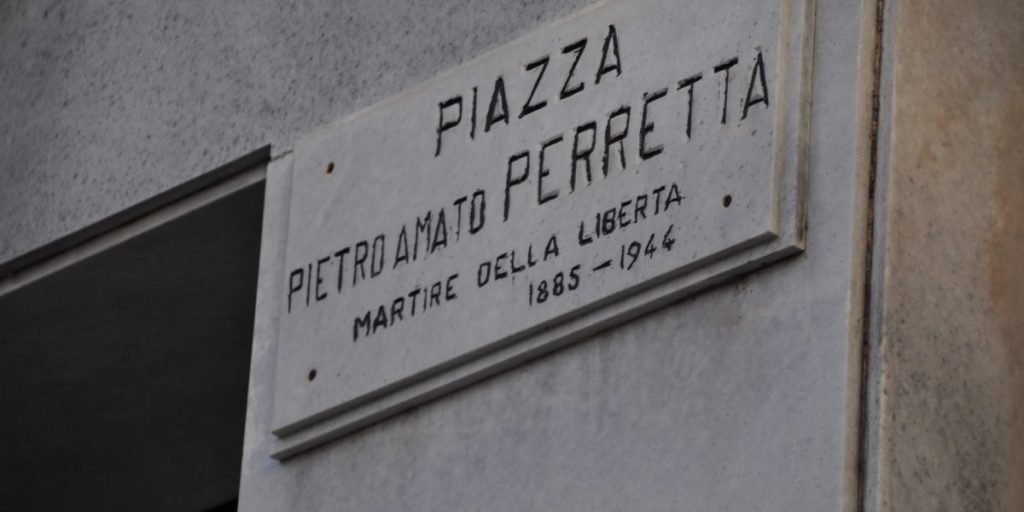 PIAZZA
PIETRO AMATO PERRETTA
MARTIRE DELLA LIBERTA
1885-1944